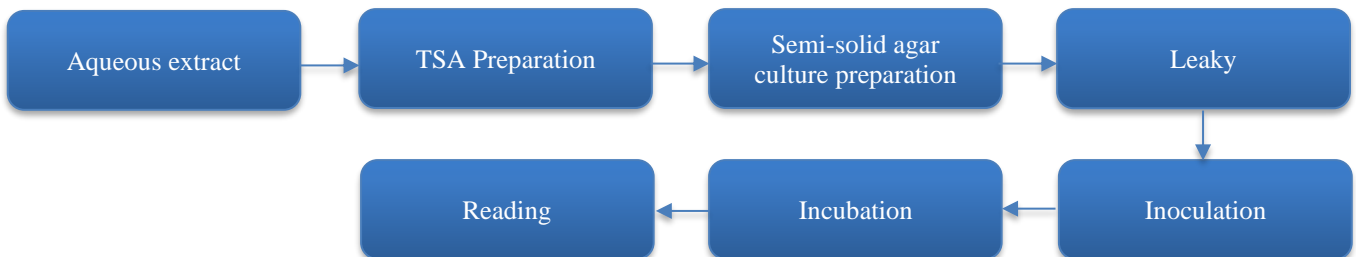 Aqueous extract
TSA Preparation
Semi-solid agar
culture preparation
Leaky
Inoculation
Incubation
Reading